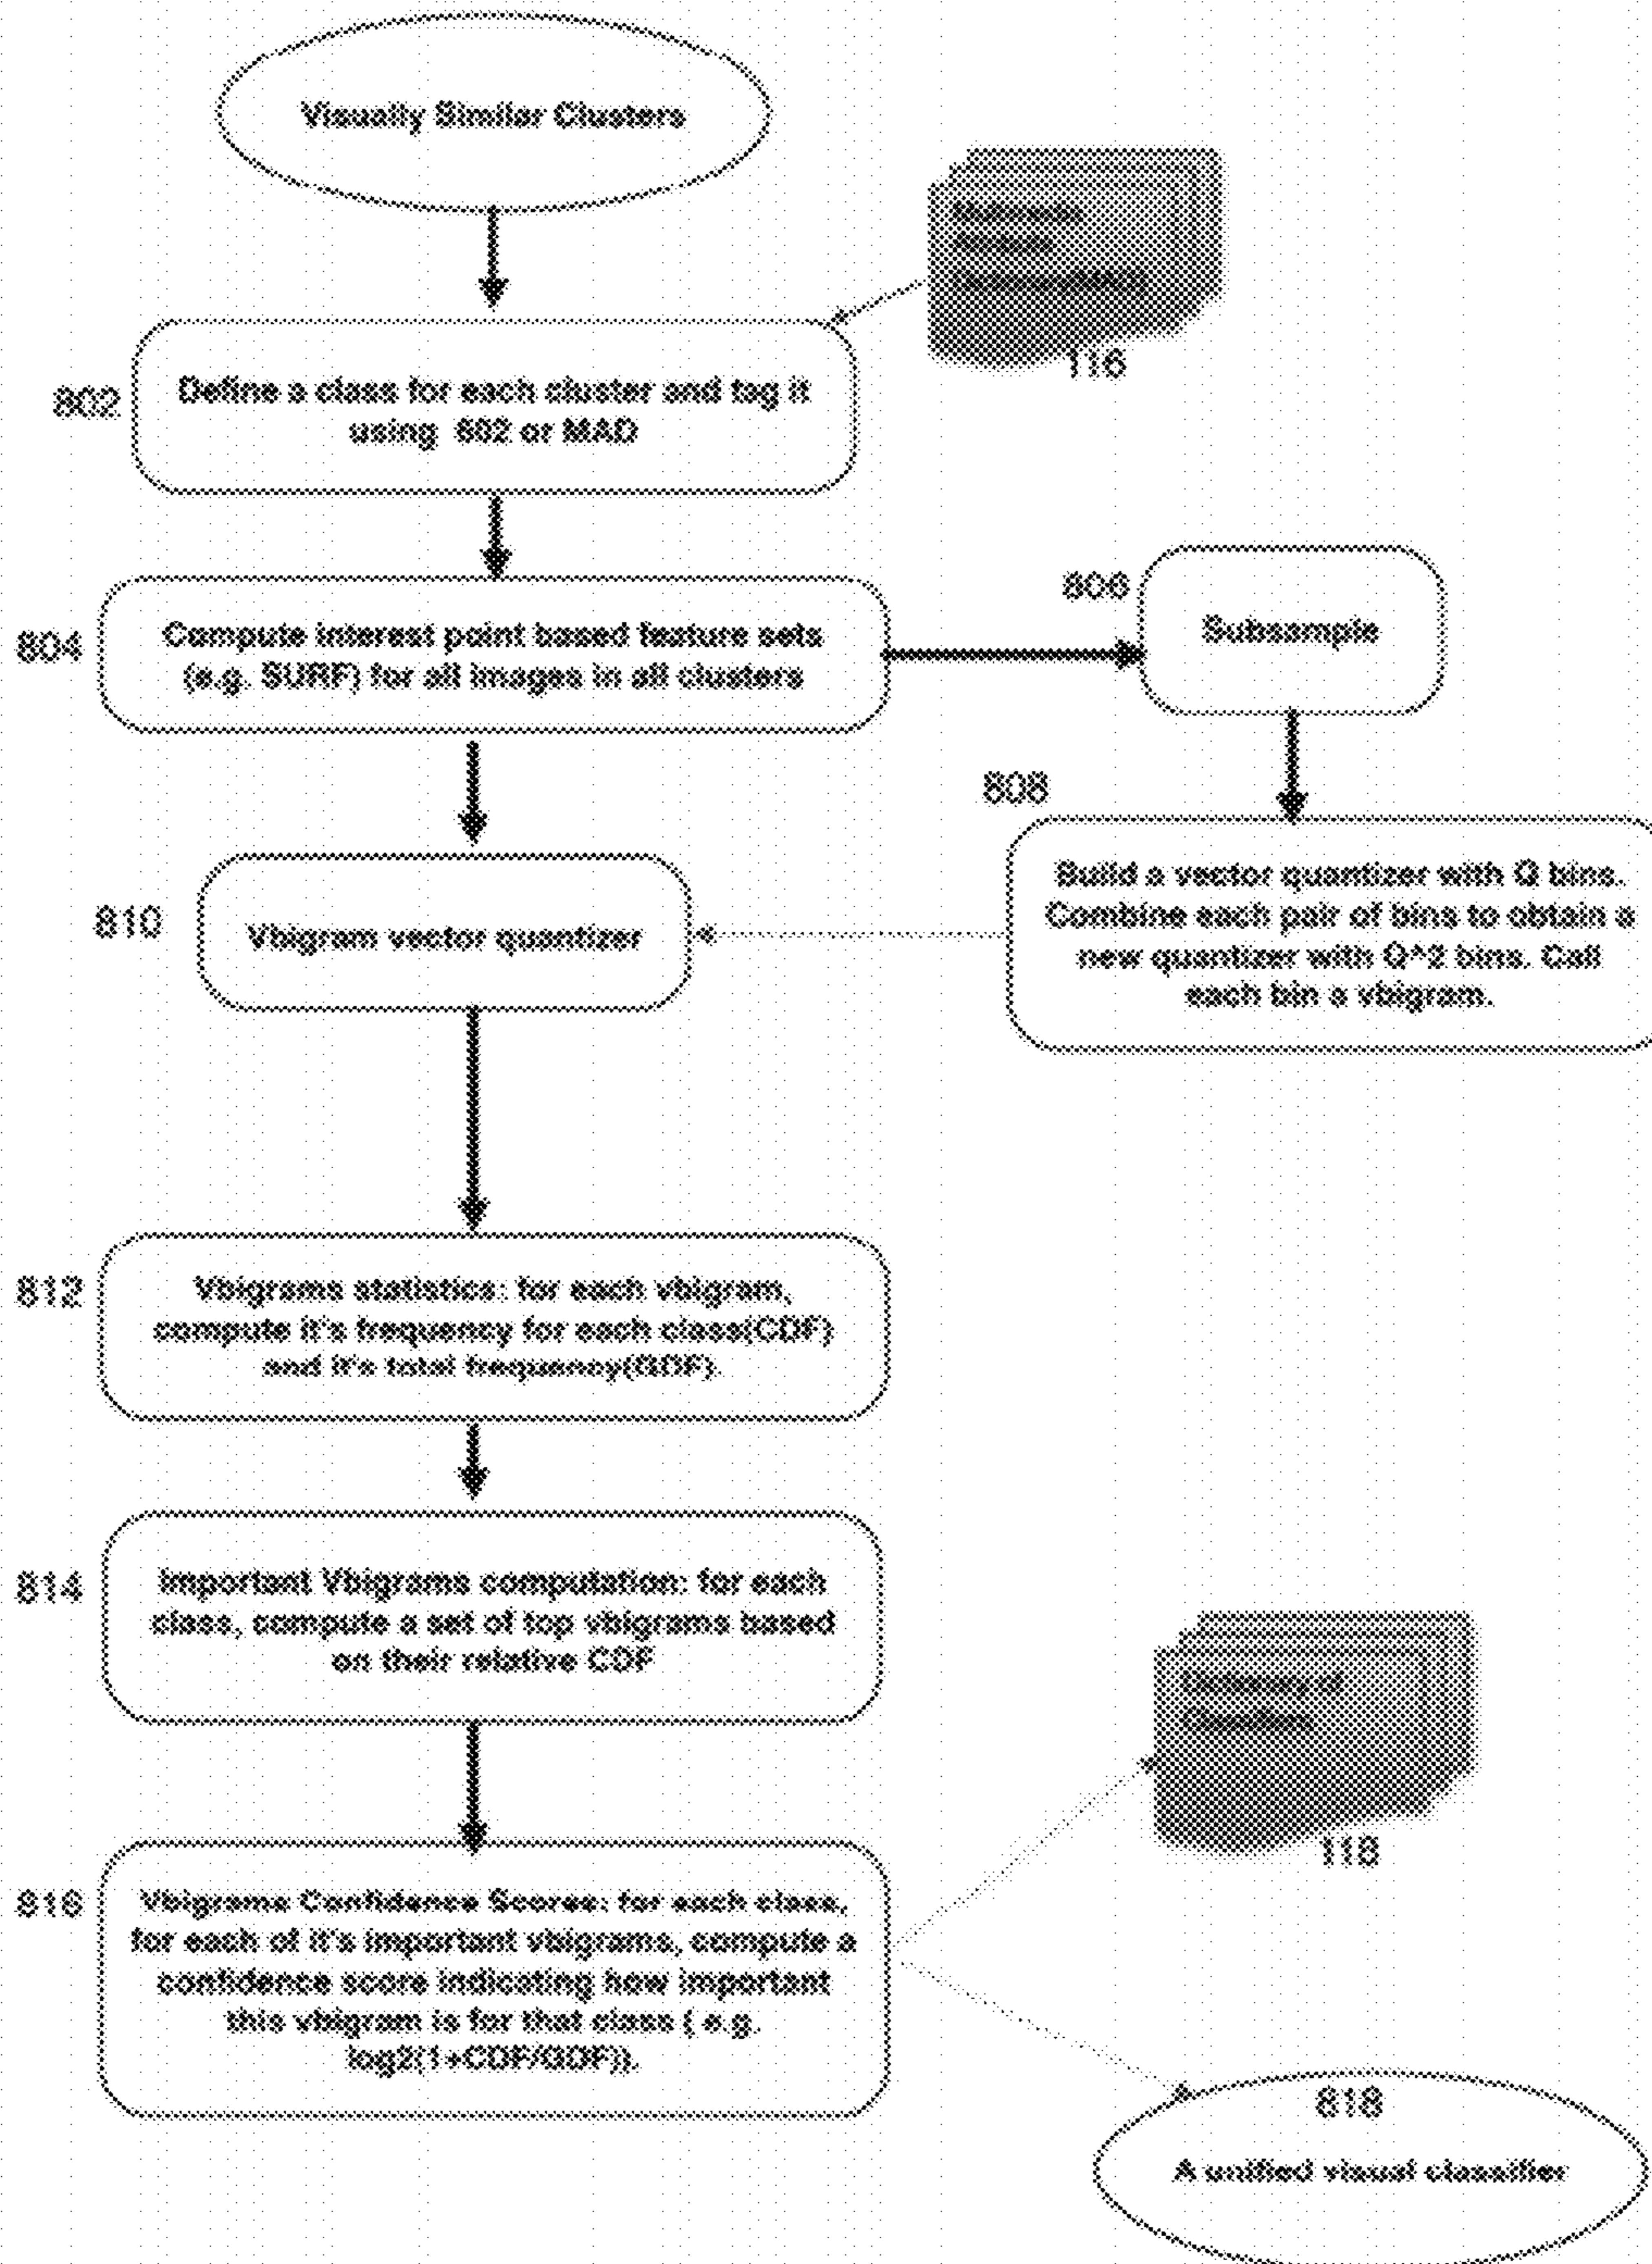 Visually Similar Clusters
116
802
Define a class for each cluster and tag it
using 602 or MAD
804
Compute interest point based feature sets
(e.g. SURF) for all images in all clusters
806
Subsample
808
Build a vector quantizer with Q bins.
Combine each pair of bins to obtain a
new quantizer with Q^2 bins. Call
each bin a vbigram.
810
Vbigram vector quantizer
812
Vbigrams statistics: for each vbigram,
compute it's frequency for each class(CDF)
and it's total frequency(GDF).
814
Important Vbigrams computation: for each
class, compute a set of top vbigrams based
on their relative CDF
Dictionary of
118
816
Vbigrams Confidence Scores: for each class,
for each of it's important vbigrams, compute a
confidence score indicating how important
this vbigram is for that class ( e.g.
log2(1+CDF/GDF)).
818
A unified visual classifier